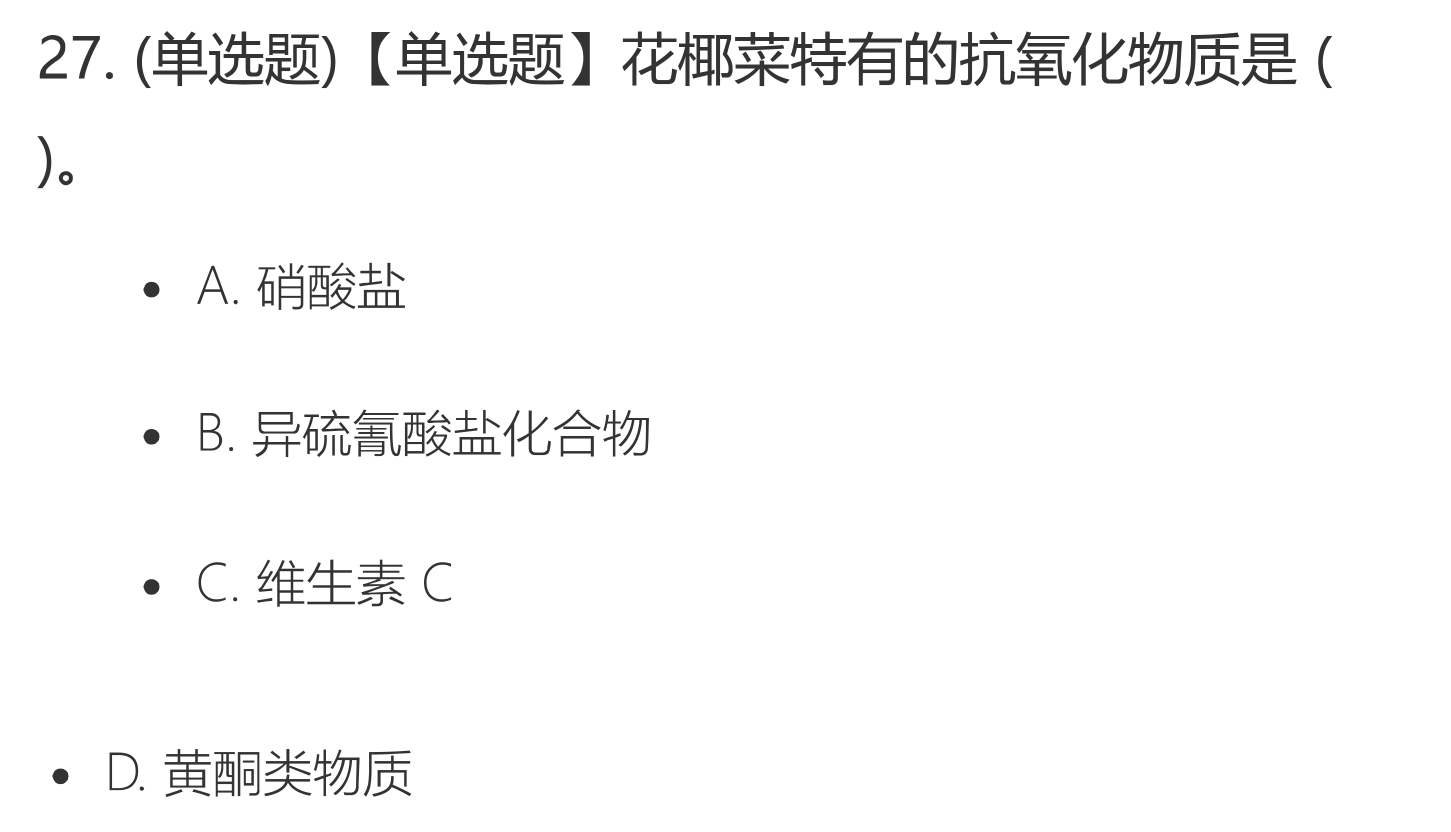 27. (单选题)【单选题】花椰菜特有的抗氧化物质是 (
)。
• A. 硝酸盐
• B. 异硫氰酸盐化合物
• C. 维生素 C
• D. 黄酮类物质